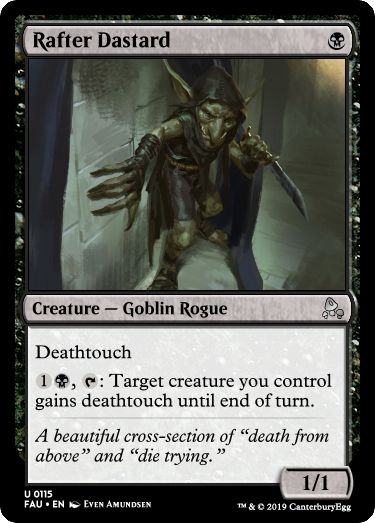 Rafter Dastard
Creature — Goblin Rogue
Deathtouch
1 , : Target creature you control
gains deathtouch until end of turn.
A beautiful cross-section of “death from
above” and “die trying.”
1/1
U 0115
FAU • EN Even Amundsen
™ & © 2019 CanterburyEgg